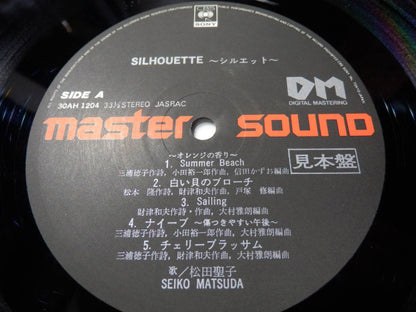 SONY
SILHOUETTE ～シルエット～
SIDE A
30AH 1204 33⅓ STEREO JASRAC
DM
DIGITAL MASTERING
master sound
～オレンジの香り～
1. Summer Beach
三浦徳子作詩, 小田裕一郎作曲, 信田かずお編曲
見本盤
2. 白い貝のブローチ
松本 隆作詩, 財津和夫作曲, 戸塚 修編曲
3. Sailing
財津和夫作詩・作曲, 大村雅朗編曲
4. ナイーブ ～傷つきやすい午後～
三浦徳子作詩, 財津和夫作曲, 大村雅朗編曲
5. チェリーブラッサム
三浦徳子作詩, 財津和夫作曲, 大村雅朗編曲
歌／松田聖子
SEIKO MATSUDA